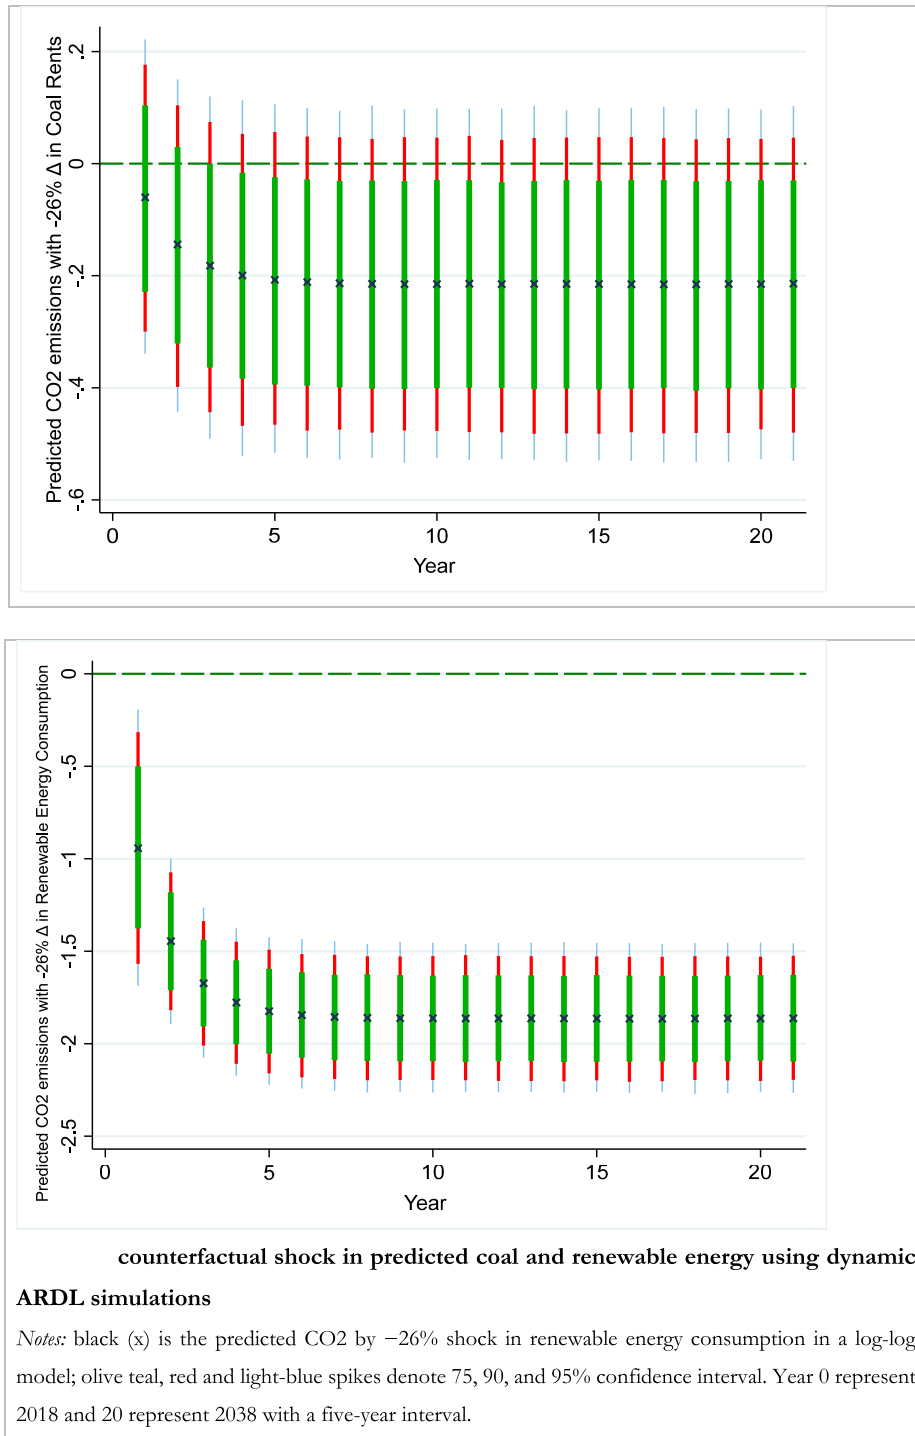 Predicted CO2 emissions with -26% Δ in Coal Rents
.2
0
-.2
-.4
-.6
0 5 10 15 20
Year
Predicted CO2 emissions with -26% Δ in Renewable Energy Consumption
0
-.5
-1
-1.5
-2
-2.5
0 5 10 15 20
Year
counterfactual shock in predicted coal and renewable energy using dynamic
ARDL simulations
Notes: black (x) is the predicted CO2 by −26% shock in renewable energy consumption in a log-log
model; olive teal, red and light-blue spikes denote 75, 90, and 95% confidence interval. Year 0 represent
2018 and 20 represent 2038 with a five-year interval.